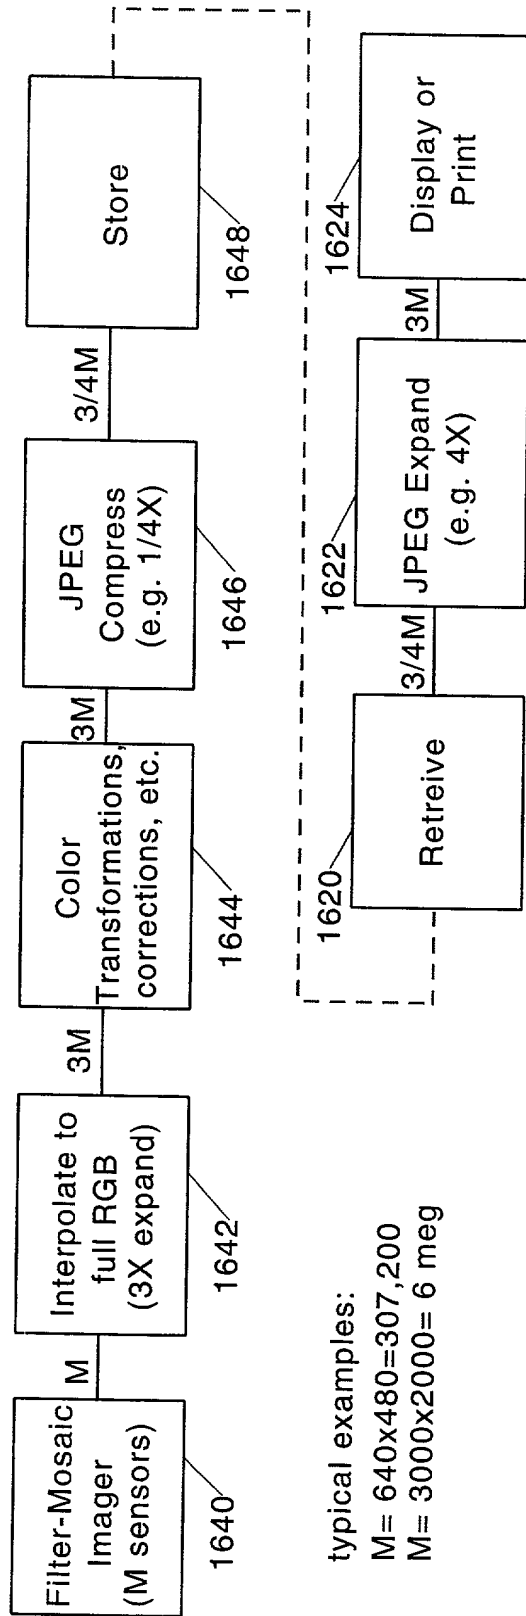 Filter-Mosaic
Imager
(M sensors)
1640
M
Interpolate to
full RGB
(3X expand)
1642
3M
Color
Transformations,
corrections, etc.
1644
3M
JPEG
Compress
(e.g. 1/4X)
1646
3/4M
Store
1648
Retreive
1620
3/4M
JPEG Expand
(e.g. 4X)
1622
3M
Display or
Print
1624
typical examples:
M= 640x480=307,200
M= 3000x2000= 6 meg